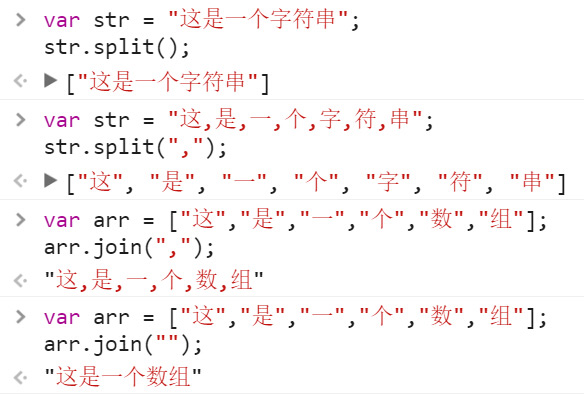 var str = "这是一个字符串";
str.split();
["这是一个字符串"]
var str = "这,是,一,个,字,符,串";
str.split(",");
["这", "是", "一", "个", "字", "符", "串"]
var arr = ["这","是","一","个","数","组"];
arr.join(",");
"这,是,一,个,数,组"
var arr = ["这","是","一","个","数","组"];
arr.join("");
"这是一个数组"